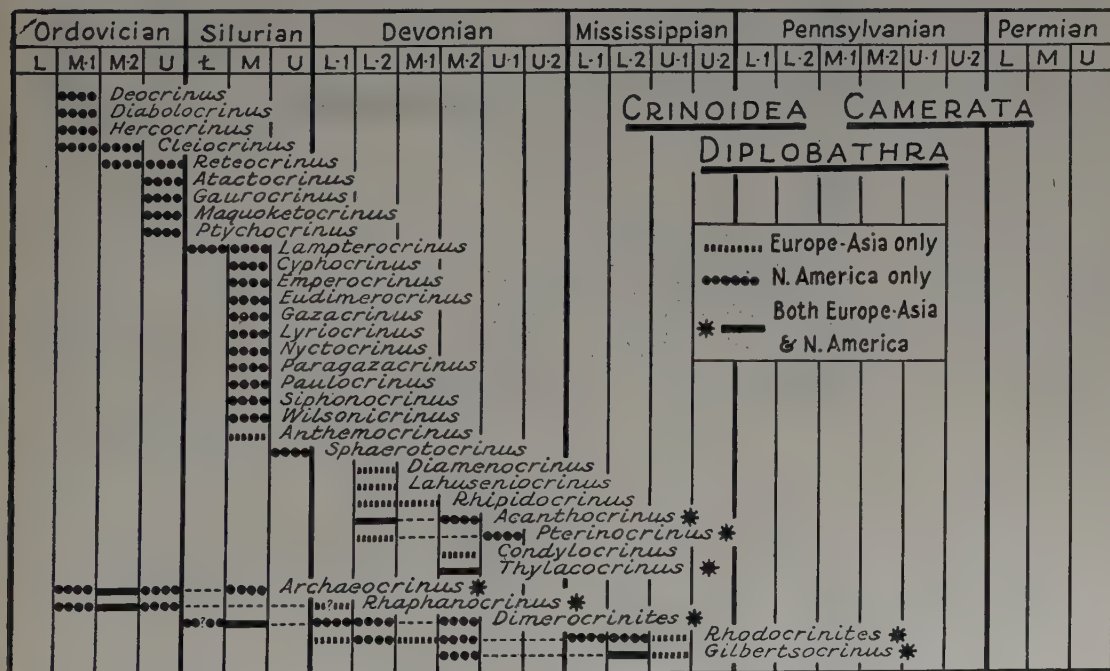 Ordovician Silurian Devonian Mississippian Pennsylvanian Permian
L M·1 M·2 U Ł M U L·1 L·2 M·1 M·2 U·1 U·2 L·1 L·2 U·1 U·2 L·1 L·2 M·1 M·2 U·1 U·2 L M U
CRINOIDEA CAMERATA
DIPLOBATHRA
Europe-Asia only
N. America only
Both Europe-Asia
& N. America
Deocrinus
Diabolocrinus
Hercocrinus
Cleiocrinus
Reteocrinus
Atactocrinus
Gaurocrinus
Maquoketocrinus
Ptychocrinus
Lampterocrinus
Cyphocrinus
Emperocrinus
Eudimerocrinus
Gazacrinus
Lyriocrinus
Nyctocrinus
Paragazacrinus
Paulocrinus
Siphonocrinus
Wilsonicrinus
Anthemocrinus
Sphaerotocrinus
Diamenocrinus
Lahuseniocrinus
Rhipidocrinus
Acanthocrinus
Pterinocrinus
Condylocrinus
Thylacocrinus
Archaeocrinus
? Rhaphanocrinus
? Dimerocrinites
Rhodocrinites
Gilbertsocrinus